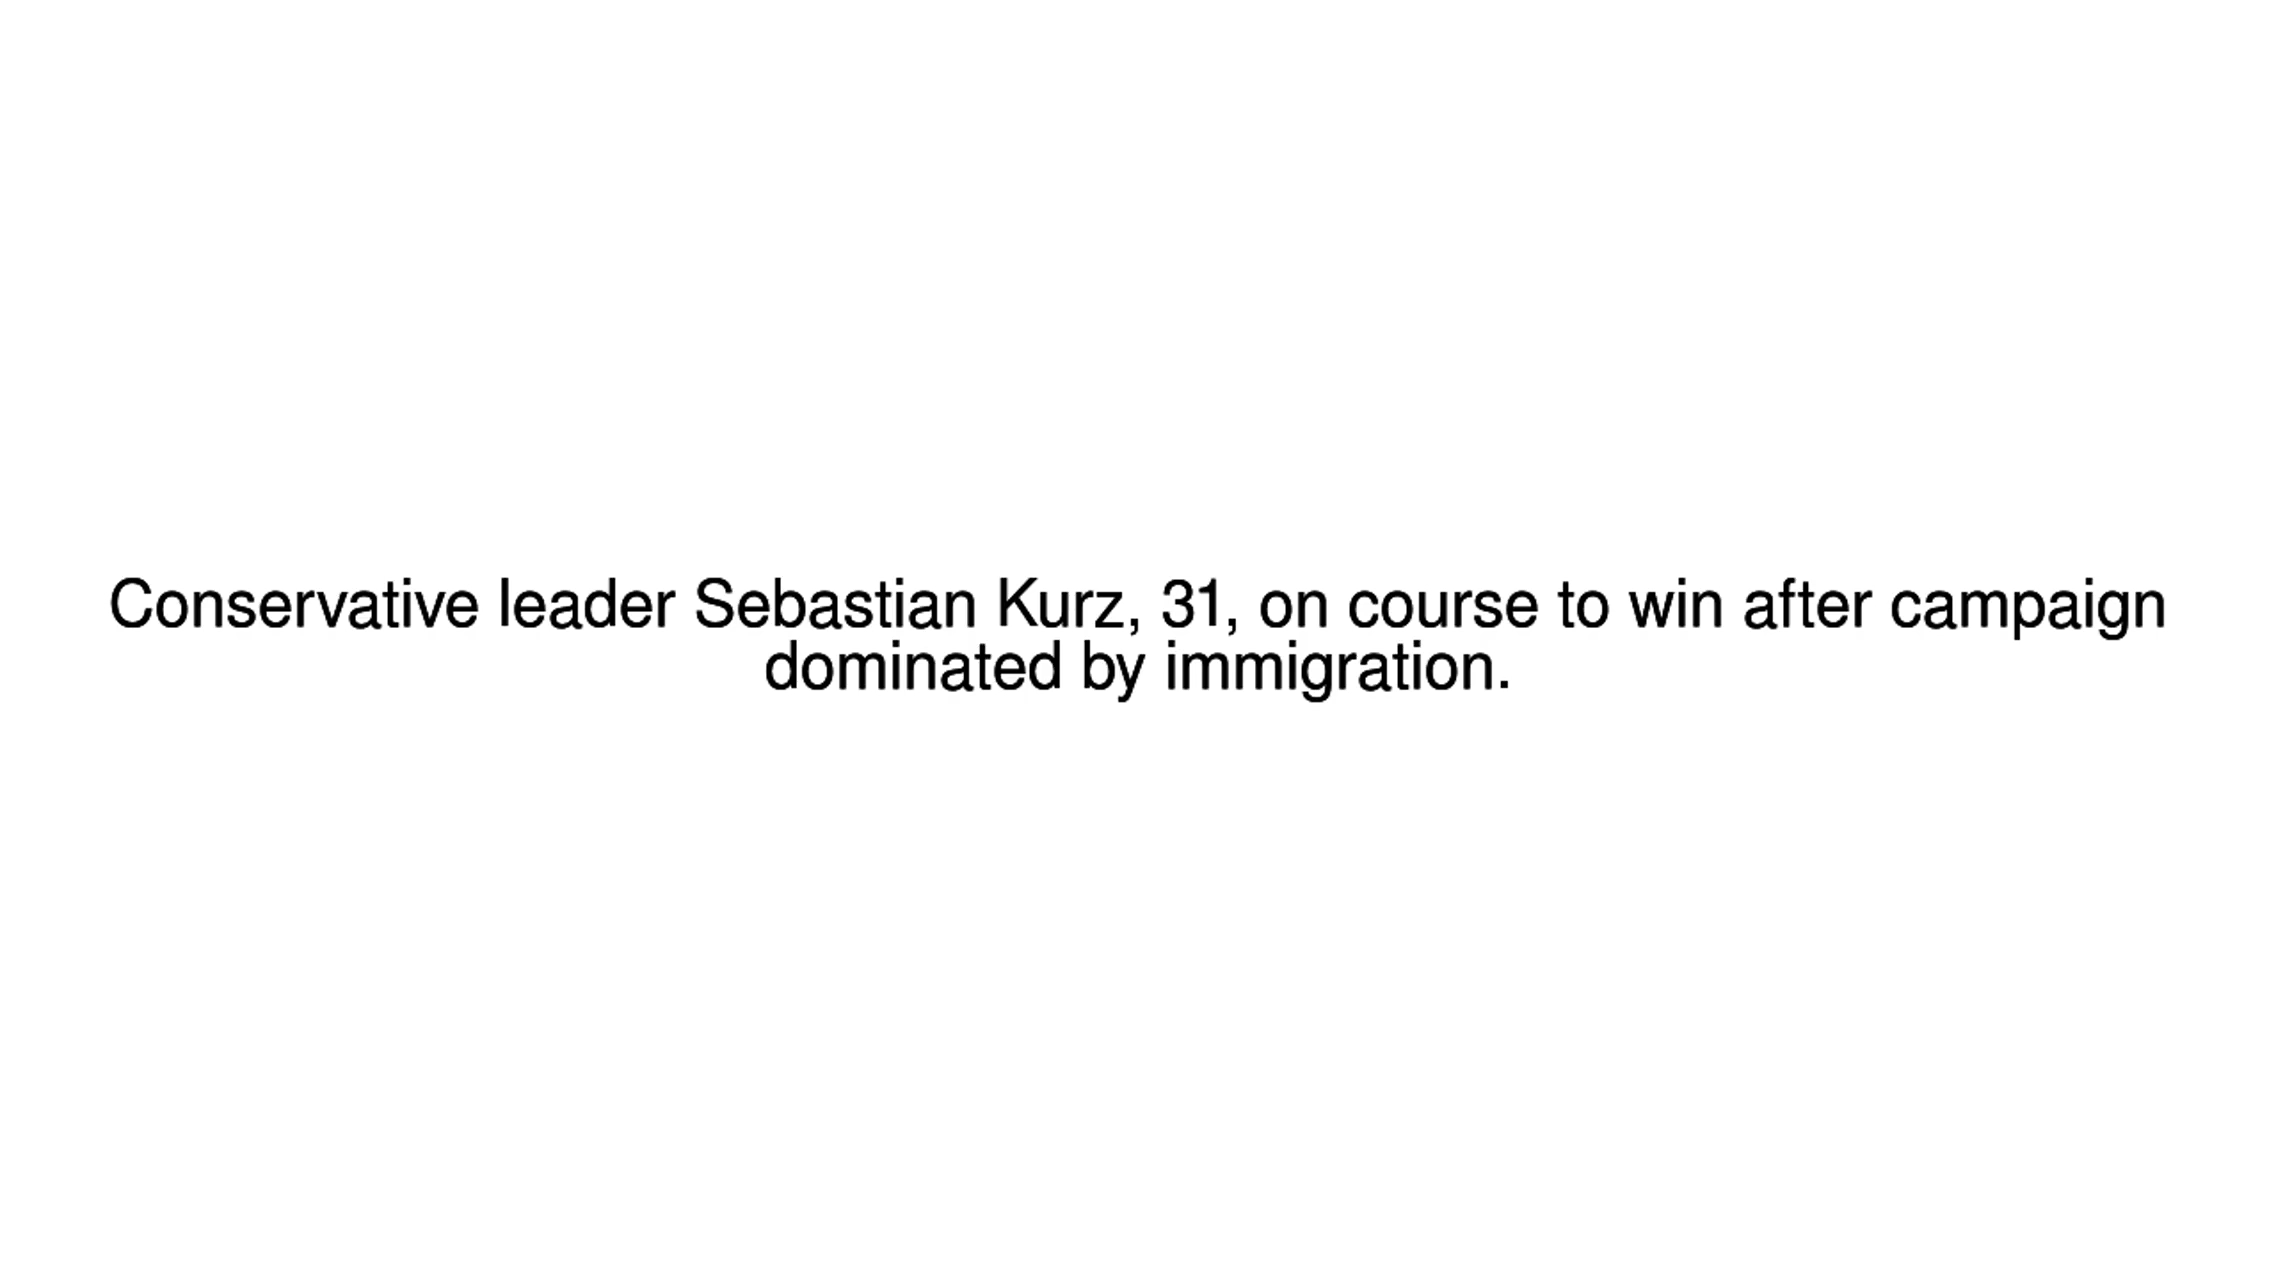 Conservative leader Sebastian Kurz, 31, on course to win after campaign
dominated by immigration.